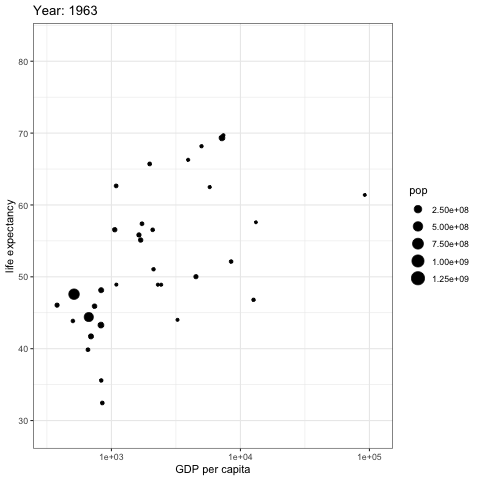 Year: 1963
80
70
60
50
40
30
life expectancy
1e+03
1e+04
1e+05
GDP per capita
pop
2.50e+08
5.00e+08
7.50e+08
1.00e+09
1.25e+09